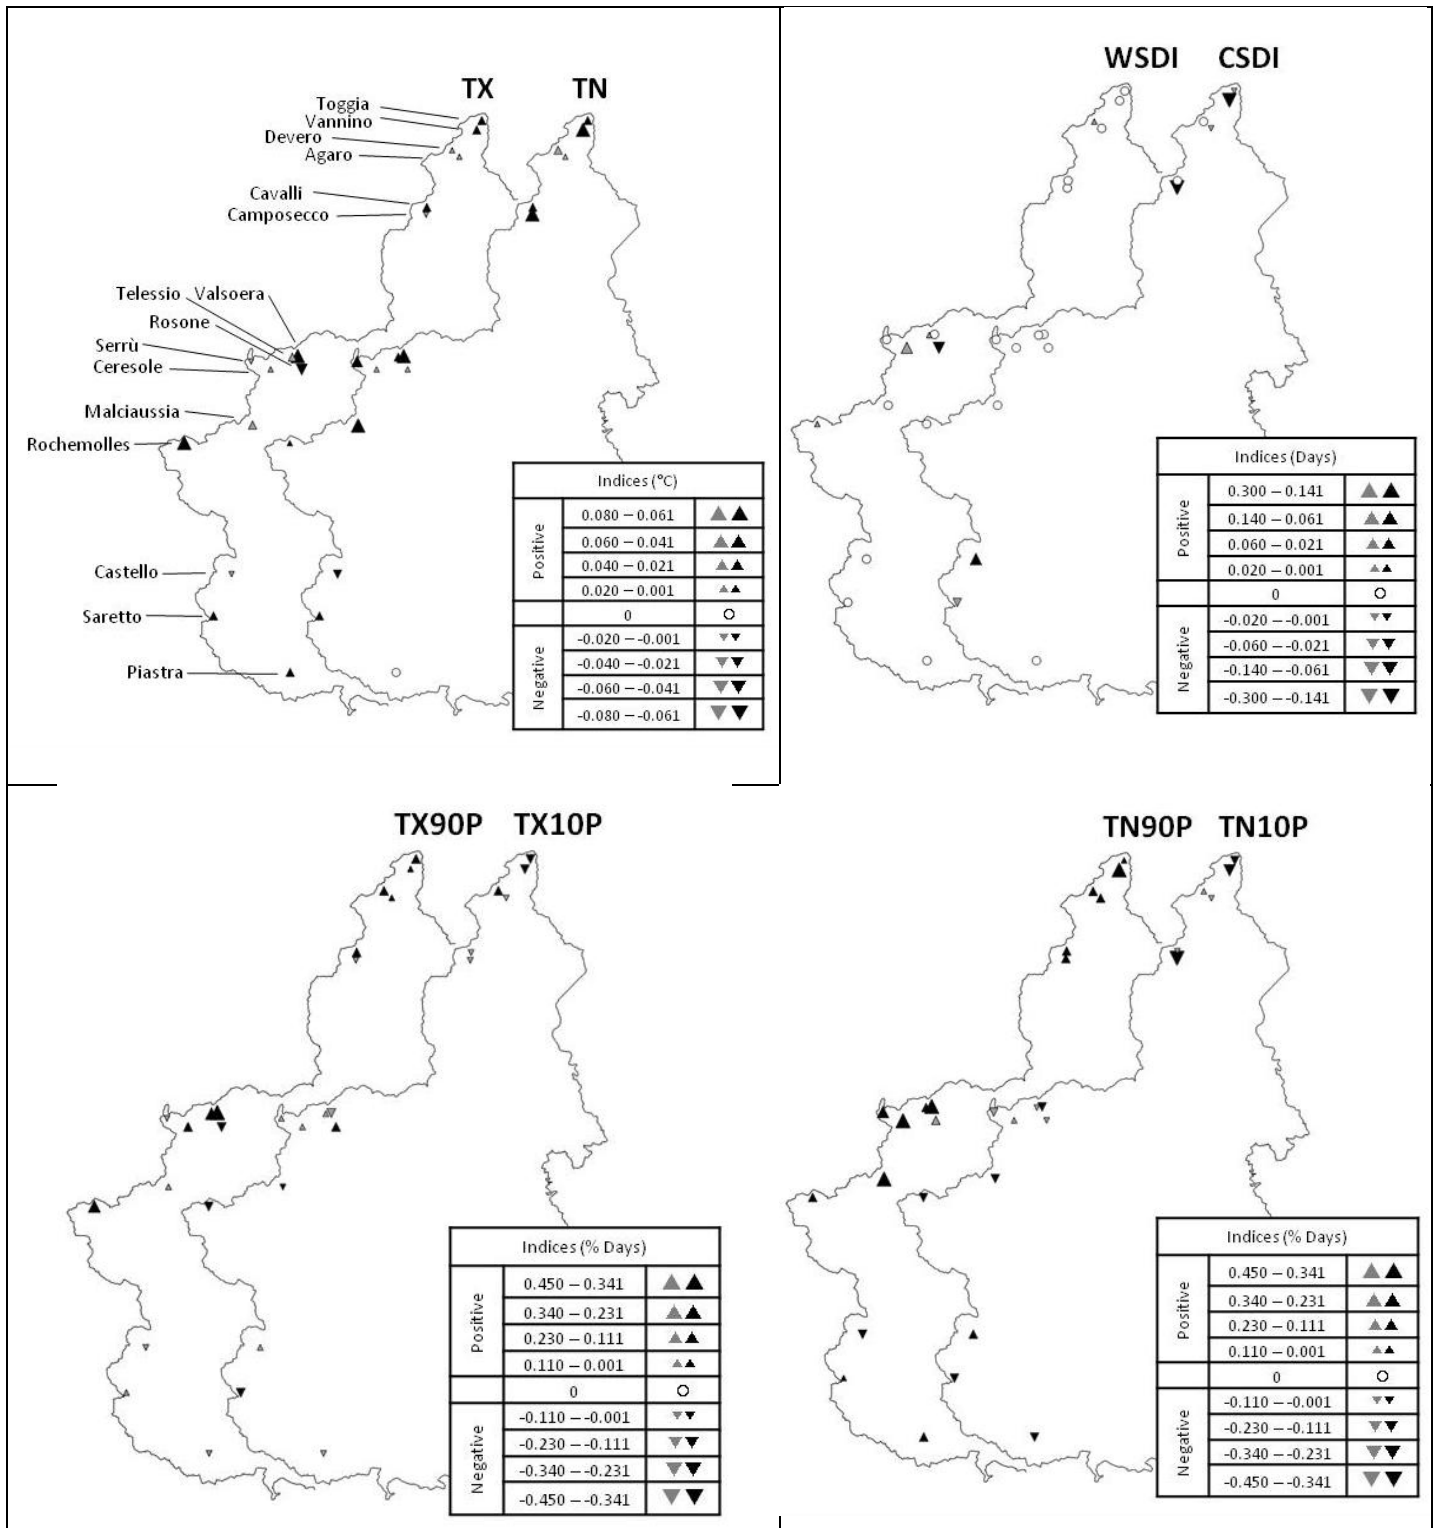 TX TN
Toggia
Vannino
Devero
Agaro
Cavalli
Camposecco
Telessio Valsoera
Rosone
Serrù
Ceresole
Malciaussia
Rochemolles
Castello
Saretto
Piastra
Indices (°C)
Positive
0.080 – 0.061
0.060 – 0.041
0.040 – 0.021
0.020 – 0.001
0
Negative
-0.020 – -0.001
-0.040 – -0.021
-0.060 – -0.041
-0.080 – -0.061
WSDI CSDI
Indices (Days)
Positive
0.300 – 0.141
0.140 – 0.061
0.060 – 0.021
0.020 – 0.001
0
Negative
-0.020 – -0.001
-0.060 – -0.021
-0.140 – -0.061
-0.300 – -0.141
TX90P TX10P
Indices (% Days)
Positive
0.450 – 0.341
0.340 – 0.231
0.230 – 0.111
0.110 – 0.001
0
Negative
-0.110 – -0.001
-0.230 – -0.111
-0.340 – -0.231
-0.450 – -0.341
TN90P TN10P
Indices (% Days)
Positive
0.450 – 0.341
0.340 – 0.231
0.230 – 0.111
0.110 – 0.001
0
Negative
-0.110 – -0.001
-0.230 – -0.111
-0.340 – -0.231
-0.450 – -0.341